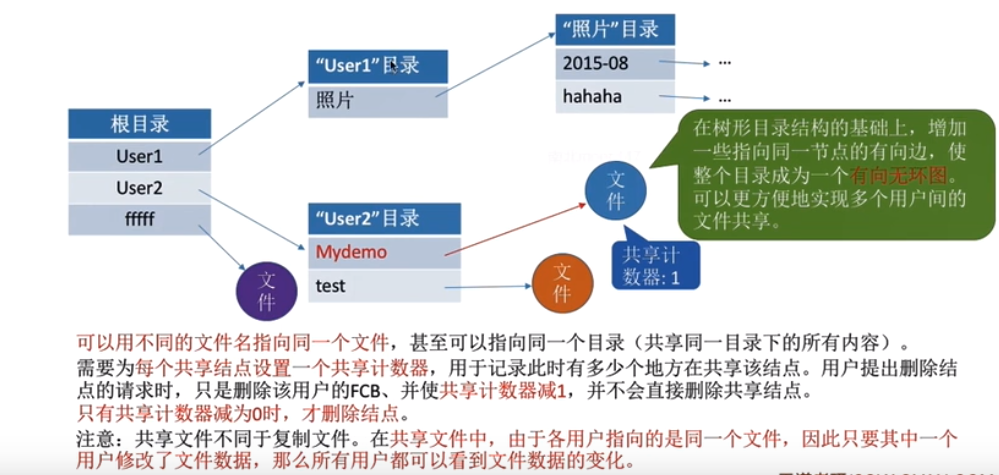 “照片”目录
“User1”目录
2015-08
...
照片
hahaha
...
根目录
User1
User2
fffff
在树形目录结构的基础上，增加
一些指向同一节点的有向边，使
整个目录成为一个有向无环图。
可以更方便地实现多个用户间的
文件共享。
文
件
“User2”目录
Mydemo
test
共享计
数器: 1
文
件
文
件
可以用不同的文件名指向同一个文件，甚至可以指向同一个目录（共享同一目录下的所有内容）。
需要为每个共享结点设置一个共享计数器，用于记录此时有多少个地方在共享该结点。用户提出删除结
点的请求时，只是删除该用户的FCB、并使共享计数器减1，并不会直接删除共享结点。
只有共享计数器减为0时，才删除结点。
注意：共享文件不同于复制文件。在共享文件中，由于各用户指向的是同一个文件，因此只要其中一个
用户修改了文件数据，那么所有用户都可以看到文件数据的变化。